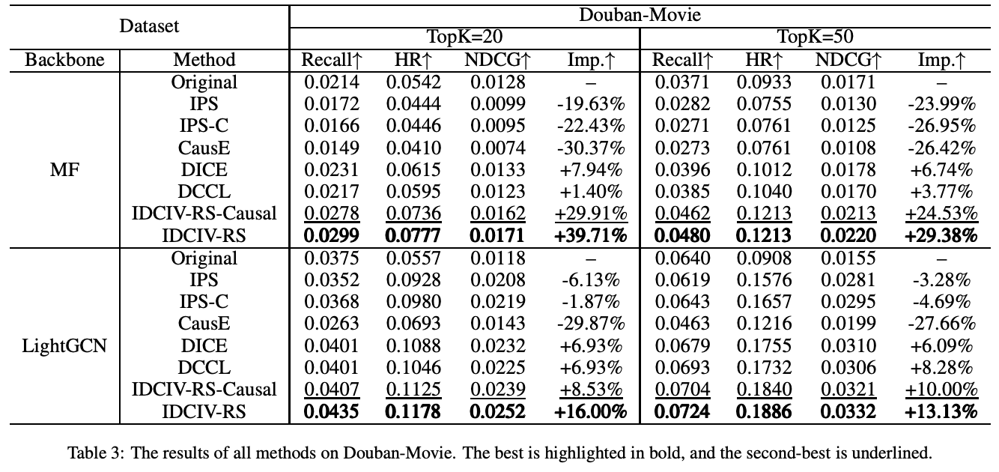 Dataset Douban-Movie
TopK=20 TopK=50
Backbone Method Recall↑ HR↑ NDCG↑ Imp.↑ Recall↑ HR↑ NDCG↑ Imp.↑
Original 0.0214 0.0542 0.0128 – 0.0371 0.0933 0.0171 –
IPS 0.0172 0.0444 0.0099 -19.63% 0.0282 0.0755 0.0130 -23.99%
IPS-C 0.0166 0.0446 0.0095 -22.43% 0.0271 0.0761 0.0125 -26.95%
CausE 0.0149 0.0410 0.0074 -30.37% 0.0273 0.0761 0.0108 -26.42%
MF DICE 0.0231 0.0615 0.0133 +7.94% 0.0396 0.1012 0.0178 +6.74%
DCCL 0.0217 0.0595 0.0123 +1.40% 0.0385 0.1040 0.0170 +3.77%
IDCIV-RS-Causal 0.0278 0.0736 0.0162 +29.91% 0.0462 0.1213 0.0213 +24.53%
IDCIV-RS 0.0299 0.0777 0.0171 +39.71% 0.0480 0.1213 0.0220 +29.38%
Original 0.0375 0.0557 0.0118 – 0.0640 0.0908 0.0155 –
IPS 0.0352 0.0928 0.0208 -6.13% 0.0619 0.1576 0.0281 -3.28%
IPS-C 0.0368 0.0980 0.0219 -1.87% 0.0643 0.1657 0.0295 -4.69%
CausE 0.0263 0.0693 0.0143 -29.87% 0.0463 0.1216 0.0199 -27.66%
LightGCN DICE 0.0401 0.1088 0.0232 +6.93% 0.0679 0.1755 0.0310 +6.09%
DCCL 0.0401 0.1046 0.0225 +6.93% 0.0693 0.1732 0.0306 +8.28%
IDCIV-RS-Causal 0.0407 0.1125 0.0239 +8.53% 0.0704 0.1840 0.0321 +10.00%
IDCIV-RS 0.0435 0.1178 0.0252 +16.00% 0.0724 0.1886 0.0332 +13.13%
Table 3: The results of all methods on Douban-Movie. The best is highlighted in bold, and the second-best is underlined.